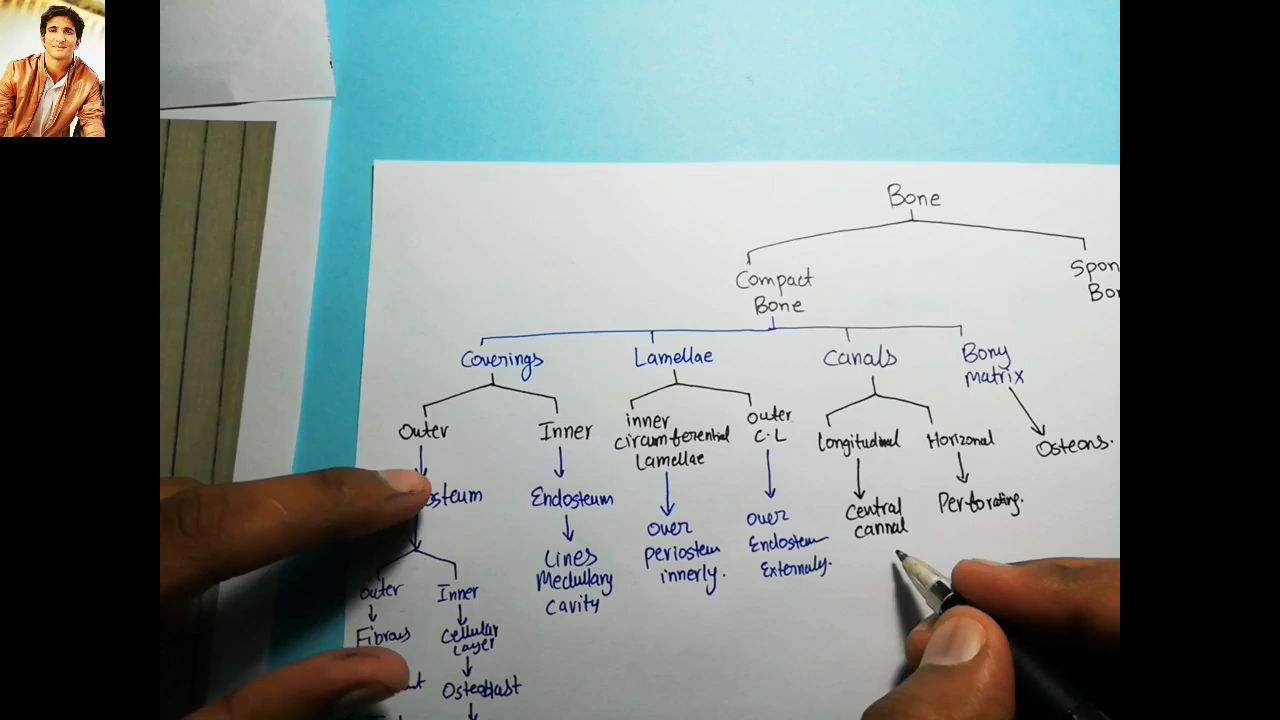 Bone
Compact
Bone
Spon
Bo
Coverings
Lamellae
Canals
Bony
matrix
Outer
Inner
inner
circumferential
Lamellae
outer
C.L
Longitudinal
Horizonal
Osteons.
osteum
Endosteum
Lines
Medullary
cavity
over
periosteum
innerly.
over
Endosteum
Externaly.
Central
cannal
Perforating.
Outer
Inner
Fibrous
Cellular
Layer
Osteoblast